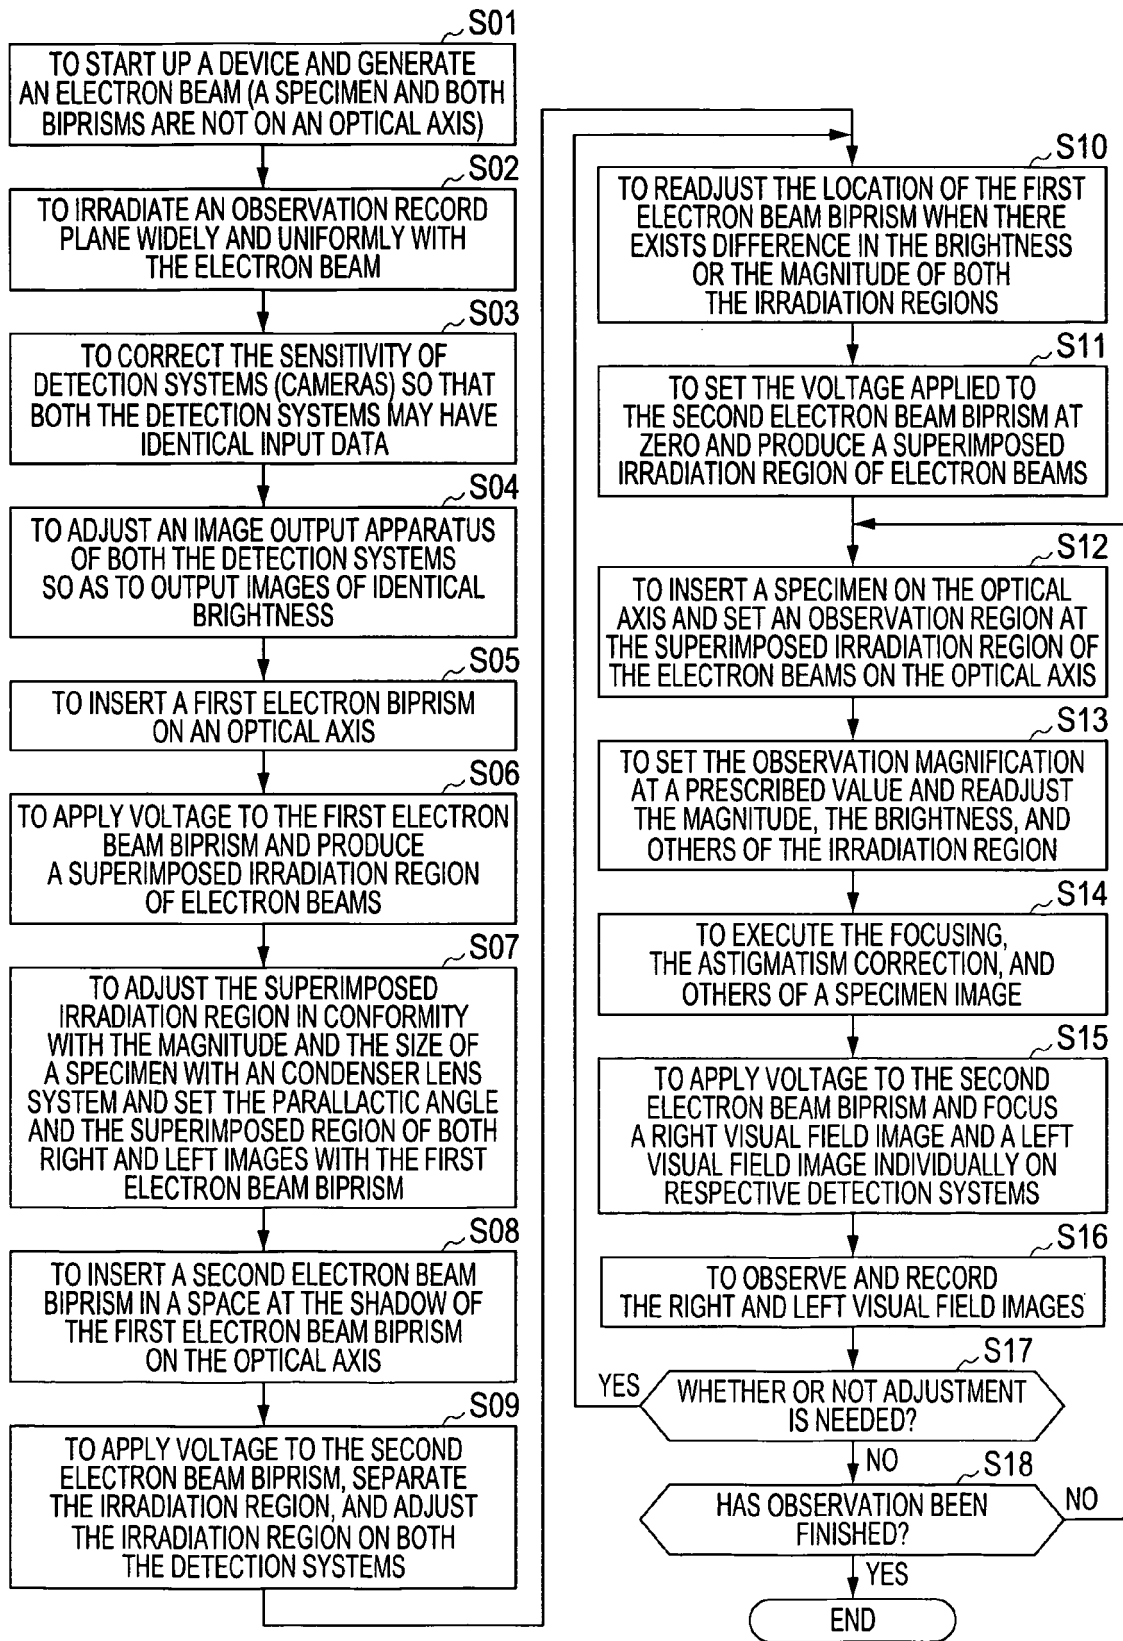 S01
TO START UP A DEVICE AND GENERATE
AN ELECTRON BEAM (A SPECIMEN AND BOTH
BIPRISMS ARE NOT ON AN OPTICAL AXIS)
S02
TO IRRADIATE AN OBSERVATION RECORD
PLANE WIDELY AND UNIFORMLY WITH
THE ELECTRON BEAM
S03
TO CORRECT THE SENSITIVITY OF
DETECTION SYSTEMS (CAMERAS) SO THAT
BOTH THE DETECTION SYSTEMS MAY HAVE
IDENTICAL INPUT DATA
S04
TO ADJUST AN IMAGE OUTPUT APPARATUS
OF BOTH THE DETECTION SYSTEMS
SO AS TO OUTPUT IMAGES OF IDENTICAL
BRIGHTNESS
S05
TO INSERT A FIRST ELECTRON BIPRISM
ON AN OPTICAL AXIS
S06
TO APPLY VOLTAGE TO THE FIRST ELECTRON
BEAM BIPRISM AND PRODUCE
A SUPERIMPOSED IRRADIATION REGION
OF ELECTRON BEAMS
S07
TO ADJUST THE SUPERIMPOSED
IRRADIATION REGION IN CONFORMITY
WITH THE MAGNITUDE AND THE SIZE OF
A SPECIMEN WITH AN CONDENSER LENS
SYSTEM AND SET THE PARALLACTIC ANGLE
AND THE SUPERIMPOSED REGION OF BOTH
RIGHT AND LEFT IMAGES WITH THE FIRST
ELECTRON BEAM BIPRISM
S08
TO INSERT A SECOND ELECTRON BEAM
BIPRISM IN A SPACE AT THE SHADOW OF
THE FIRST ELECTRON BEAM BIPRISM
ON THE OPTICAL AXIS
S09
TO APPLY VOLTAGE TO THE SECOND
ELECTRON BEAM BIPRISM, SEPARATE
THE IRRADIATION REGION, AND ADJUST
THE IRRADIATION REGION ON BOTH
THE DETECTION SYSTEMS
S10
TO READJUST THE LOCATION OF THE FIRST
ELECTRON BEAM BIPRISM WHEN THERE
EXISTS DIFFERENCE IN THE BRIGHTNESS
OR THE MAGNITUDE OF BOTH
THE IRRADIATION REGIONS
S11
TO SET THE VOLTAGE APPLIED TO
THE SECOND ELECTRON BEAM BIPRISM AT
ZERO AND PRODUCE A SUPERIMPOSED
IRRADIATION REGION OF ELECTRON BEAMS
S12
TO INSERT A SPECIMEN ON THE OPTICAL
AXIS AND SET AN OBSERVATION REGION AT
THE SUPERIMPOSED IRRADIATION REGION OF
THE ELECTRON BEAMS ON THE OPTICAL AXIS
S13
TO SET THE OBSERVATION MAGNIFICATION
AT A PRESCRIBED VALUE AND READJUST
THE MAGNITUDE, THE BRIGHTNESS, AND
OTHERS OF THE IRRADIATION REGION
S14
TO EXECUTE THE FOCUSING,
THE ASTIGMATISM CORRECTION, AND
OTHERS OF A SPECIMEN IMAGE
S15
TO APPLY VOLTAGE TO THE SECOND
ELECTRON BEAM BIPRISM AND FOCUS
A RIGHT VISUAL FIELD IMAGE AND A LEFT
VISUAL FIELD IMAGE INDIVIDUALLY ON
RESPECTIVE DETECTION SYSTEMS
S16
TO OBSERVE AND RECORD
THE RIGHT AND LEFT VISUAL FIELD IMAGES
S17
YES
WHETHER OR NOT ADJUSTMENT
IS NEEDED?
NO
S18
HAS OBSERVATION BEEN
FINISHED?
NO
YES
END